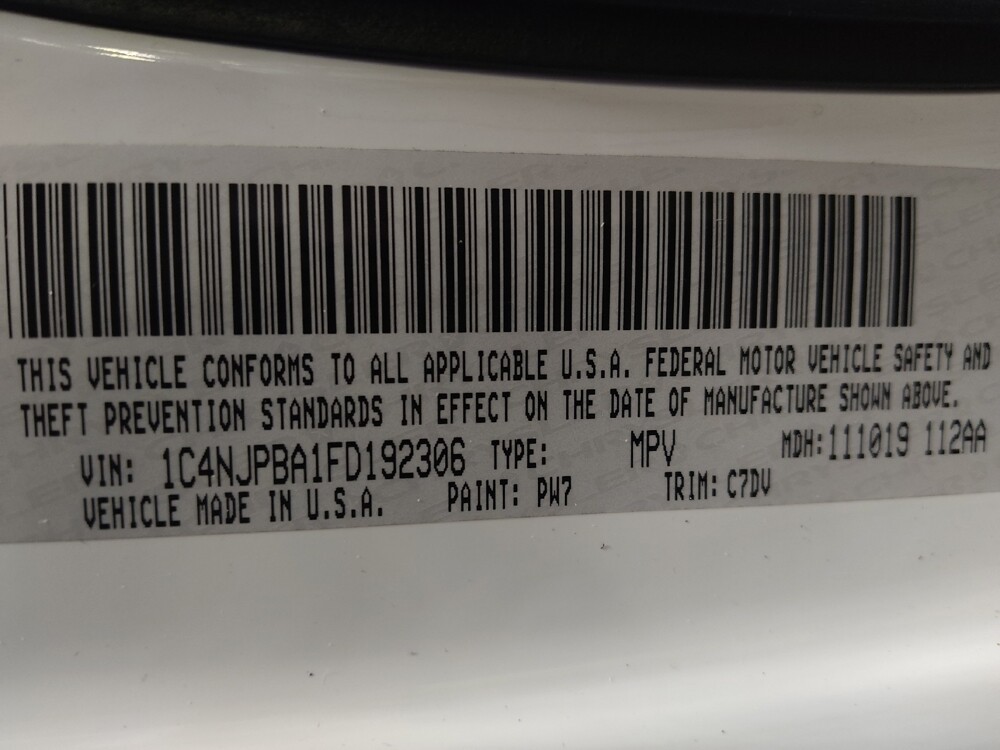 THIS VEHICLE CONFORMS TO ALL APPLICABLE U.S.A. FEDERAL MOTOR VEHICLE SAFETY AND
THEFT PREVENTION STANDARDS IN EFFECT ON THE DATE OF MANUFACTURE SHOWN ABOVE.
VIN: 1C4NJPBA1FD192306 TYPE: MPV MDH:111019 112AA
VEHICLE MADE IN U.S.A. PAINT: PW7 TRIM: C7DV